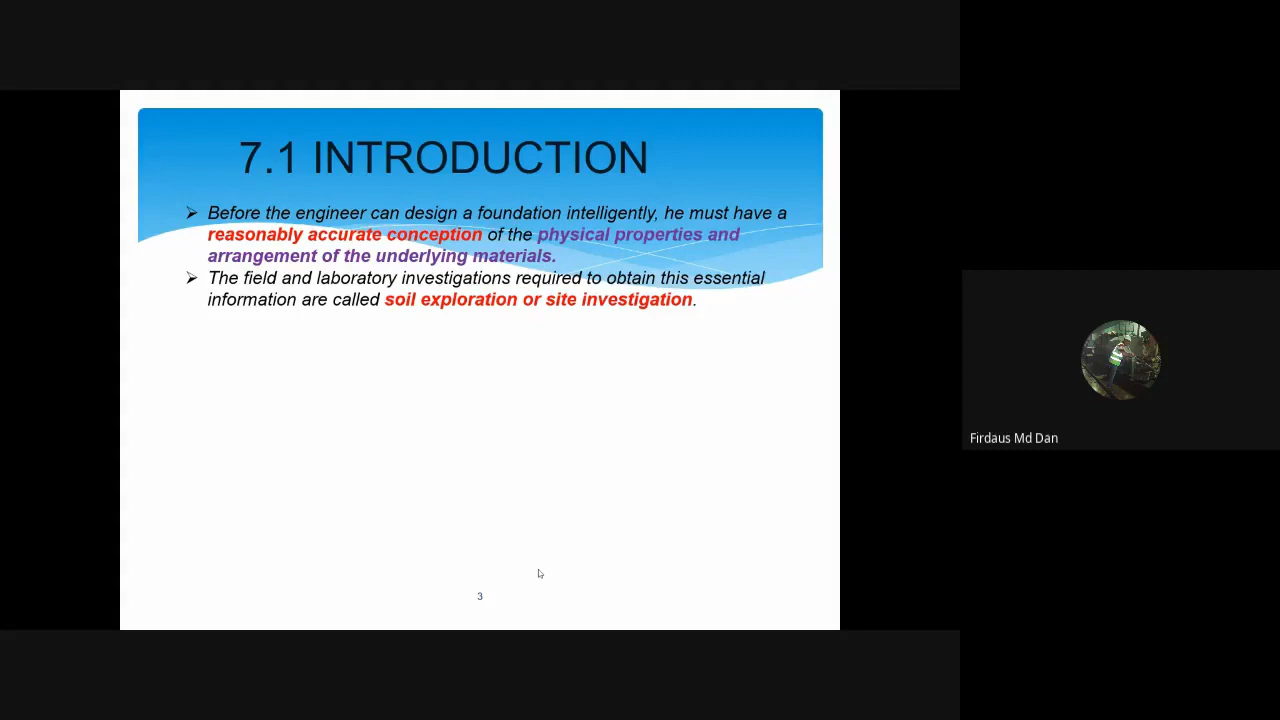 7.1 INTRODUCTION
➢ Before the engineer can design a foundation intelligently, he must have a
reasonably accurate conception of the physical properties and
arrangement of the underlying materials.
➢ The field and laboratory investigations required to obtain this essential
information are called soil exploration or site investigation.
3
Firdaus Md Dan